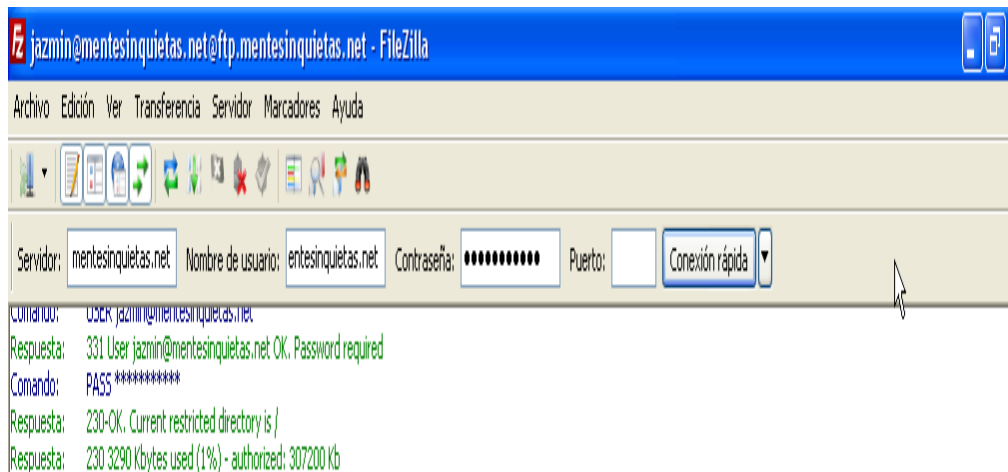 jazmin@mentesinquietas.net@ftp.mentesinquietas.net - FileZilla
Archivo Edición Ver Transferencia Servidor Marcadores Ayuda
Servidor: mentesinquietas.net Nombre de usuario: entesinquietas.net Contraseña: ●●●●●●●●●●● Puerto: Conexión rápida
Comando: USER jazmin@mentesinquietas.net
Respuesta: 331 User jazmin@mentesinquietas.net OK. Password required
Comando: PASS ***********
Respuesta: 230-OK. Current restricted directory is /
Respuesta: 230 3290 Kbytes used (1%) - authorized: 307200 Kb